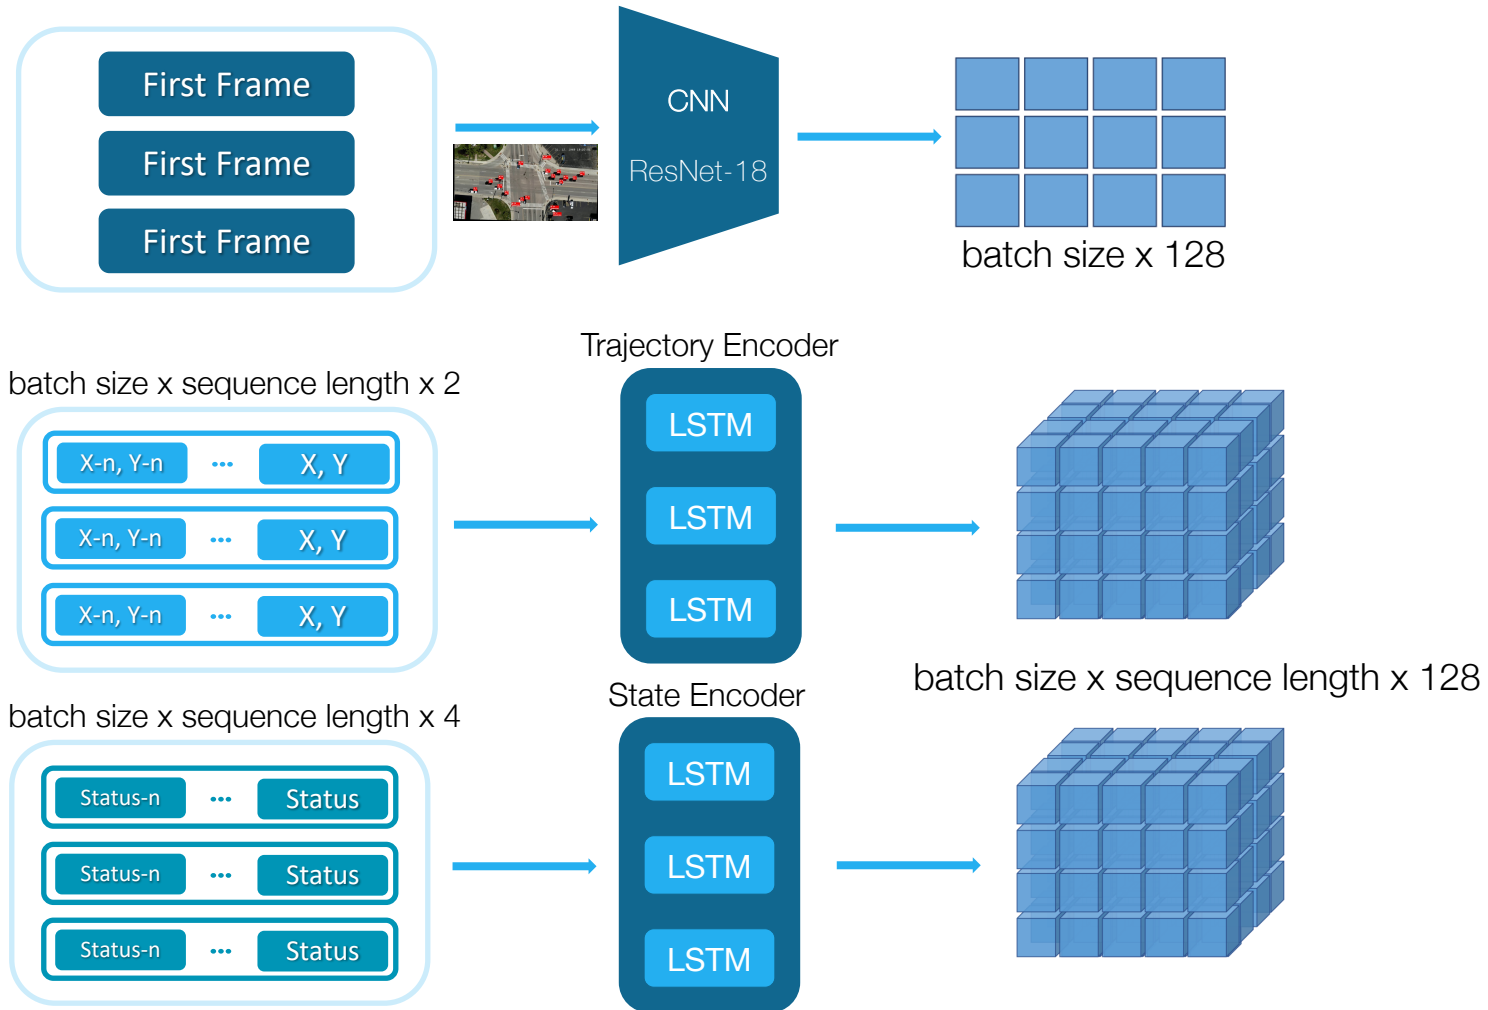 First Frame
First Frame
First Frame
CNN
ResNet-18
batch size x 128
Trajectory Encoder
batch size x sequence length x 2
X-n, Y-n ... X, Y
X-n, Y-n ... X, Y
X-n, Y-n ... X, Y
LSTM
LSTM
LSTM
batch size x sequence length x 128
State Encoder
batch size x sequence length x 4
Status-n ... Status
Status-n ... Status
Status-n ... Status
LSTM
LSTM
LSTM